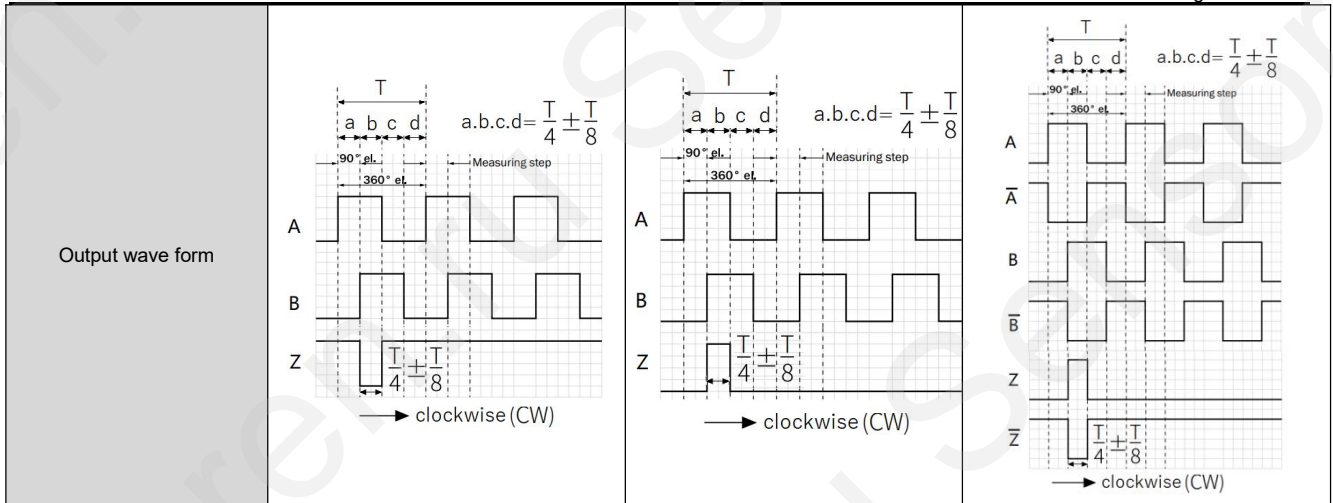 Output wave form
T
a b c d
a.b.c.d= T/4 ± T/8
90° el.
Measuring step
360° el.
A
B
Z
T/4 ± T/8
clockwise (CW)
T
a b c d
a.b.c.d= T/4 ± T/8
90° el.
Measuring step
360° el.
A
B
Z
T/4 ± T/8
clockwise (CW)
T
a b c d
a.b.c.d= T/4 ± T/8
90° el.
Measuring step
360° el.
A
A̅
B
B̅
Z
Z̅
T/4 ± T/8
clockwise (CW)